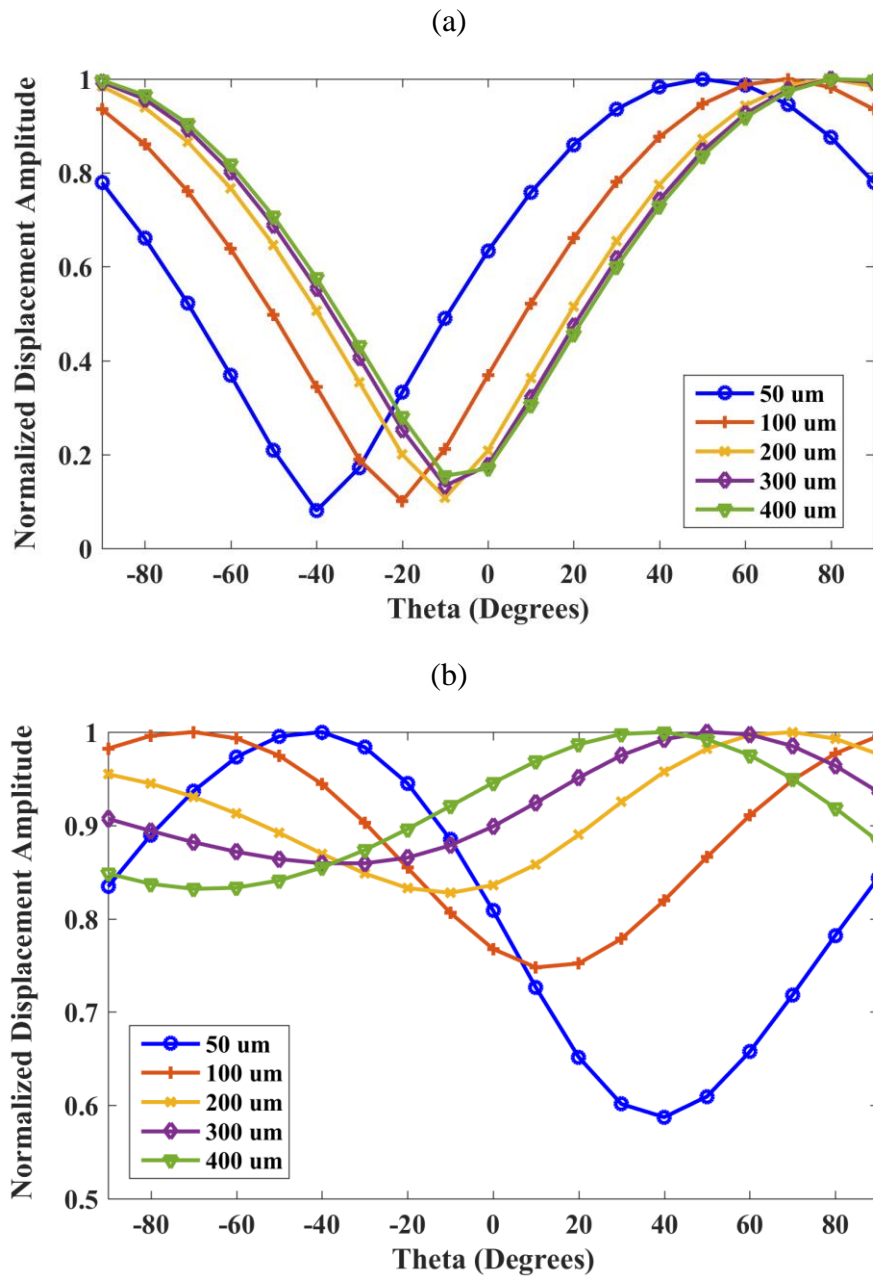 (a)
Normalized Displacement Amplitude
1
0.8
0.6
0.4
0.2
0
-80 -60 -40 -20 0 20 40 60 80
Theta (Degrees)
50 um
100 um
200 um
300 um
400 um
(b)
Normalized Displacement Amplitude
1
0.9
0.8
0.7
0.6
0.5
-80 -60 -40 -20 0 20 40 60 80
Theta (Degrees)
50 um
100 um
200 um
300 um
400 um